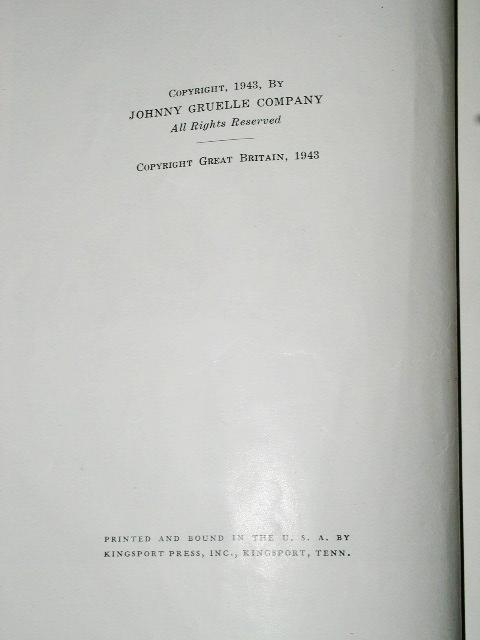 COPYRIGHT, 1943, BY
JOHNNY GRUELLE COMPANY
All Rights Reserved
COPYRIGHT GREAT BRITAIN, 1943
PRINTED AND BOUND IN THE U. S. A. BY
KINGSPORT PRESS, INC., KINGSPORT, TENN.